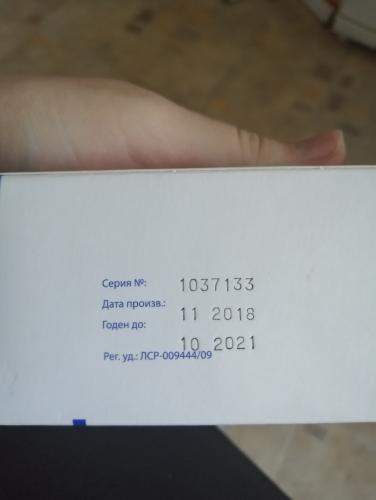 Серия №: 1037133
Дата произв.: 11 2018
Годен до: 10 2021
Рег. уд.: ЛСР-009444/09